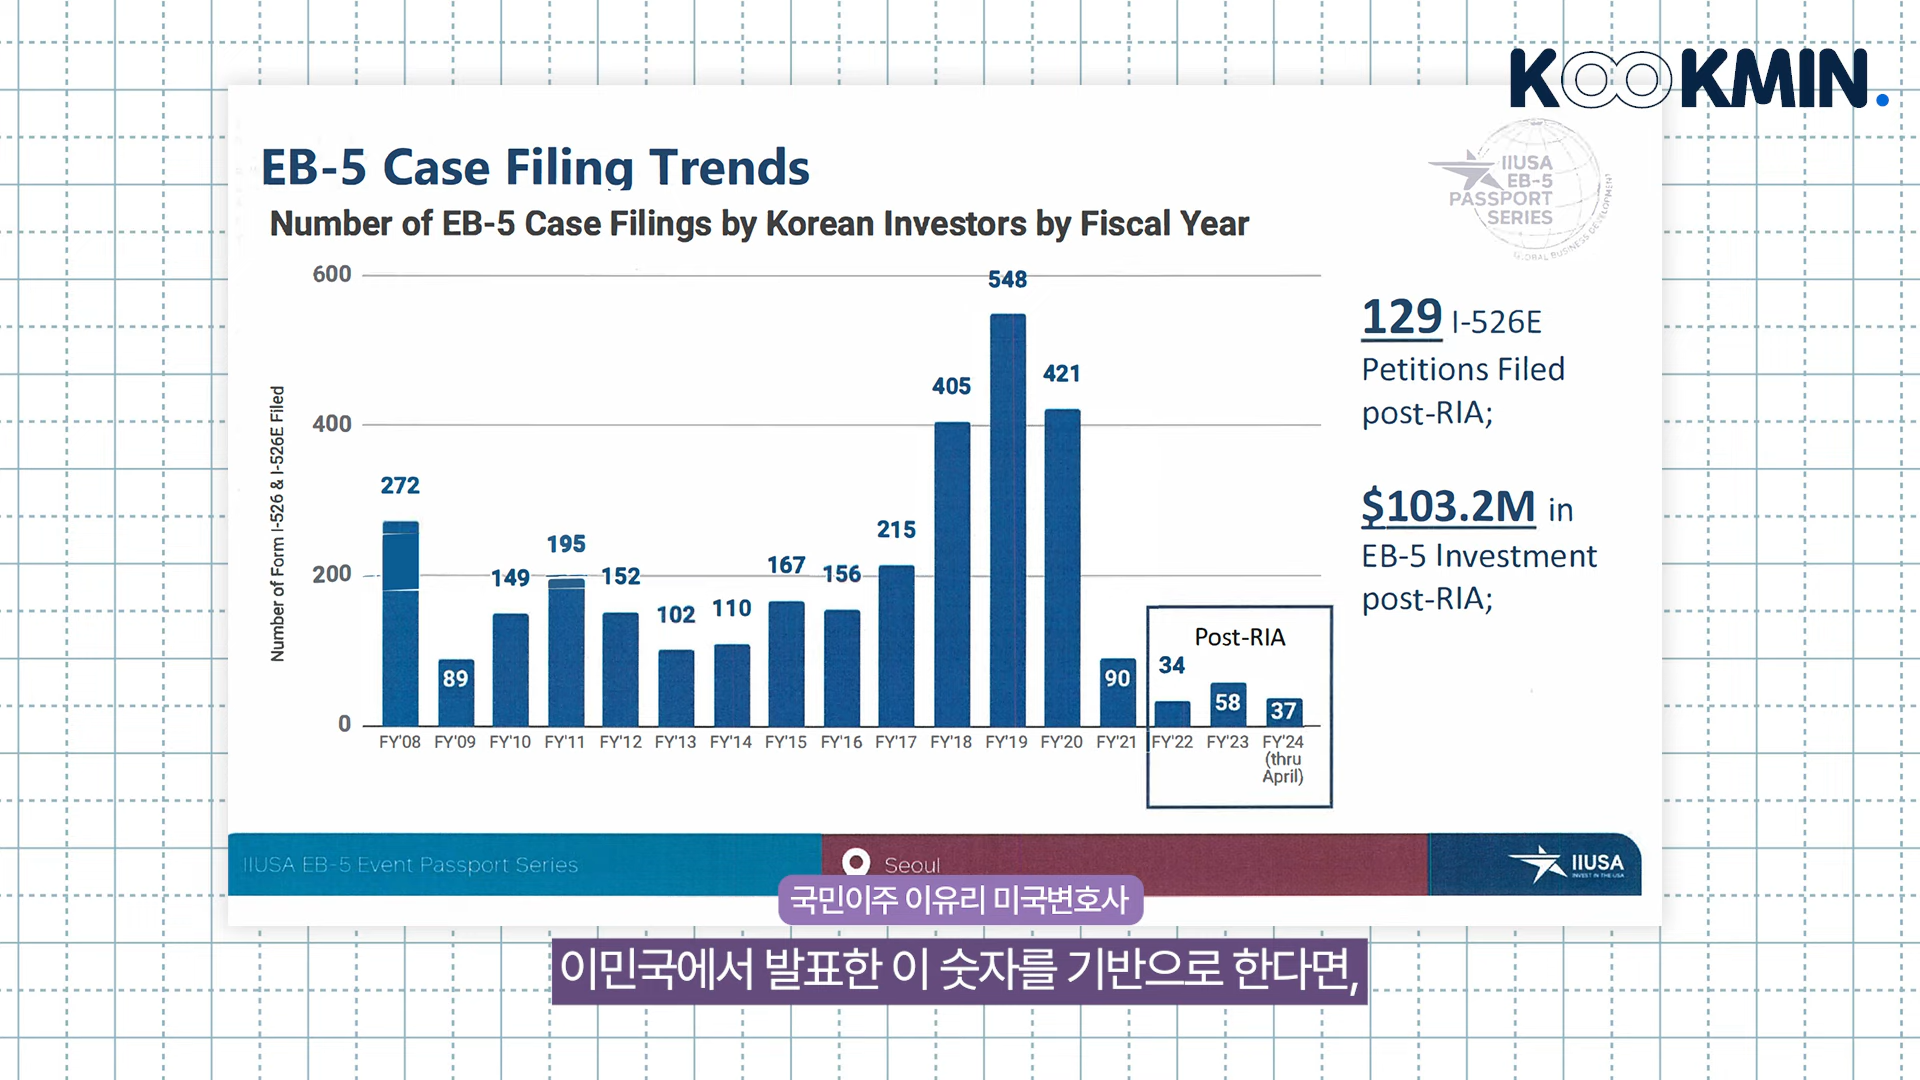 KOOKMIN.
EB-5 Case Filing Trends
IIUSA
EB-5
PASSPORT
SERIES
GLOBAL BUSINESS DEVELOPMENT
Number of EB-5 Case Filings by Korean Investors by Fiscal Year
Number of Form I-526 & I-526E Filed
600
400
200
0
272
89
149
195
152
102
110
167
156
215
405
548
421
90
34
58
37
Post-RIA
FY'08
FY'09
FY'10
FY'11
FY'12
FY'13
FY'14
FY'15
FY'16
FY'17
FY'18
FY'19
FY'20
FY'21
FY'22
FY'23
FY'24
(thru
April)
129 I-526E
Petitions Filed
post-RIA;
$103.2M in
EB-5 Investment
post-RIA;
IIUSA EB-5 Event Passport Series
Seoul
IIUSA
INVEST IN THE USA
국민이주 이유리 미국변호사
이민국에서 발표한 이 숫자를 기반으로 한다면,